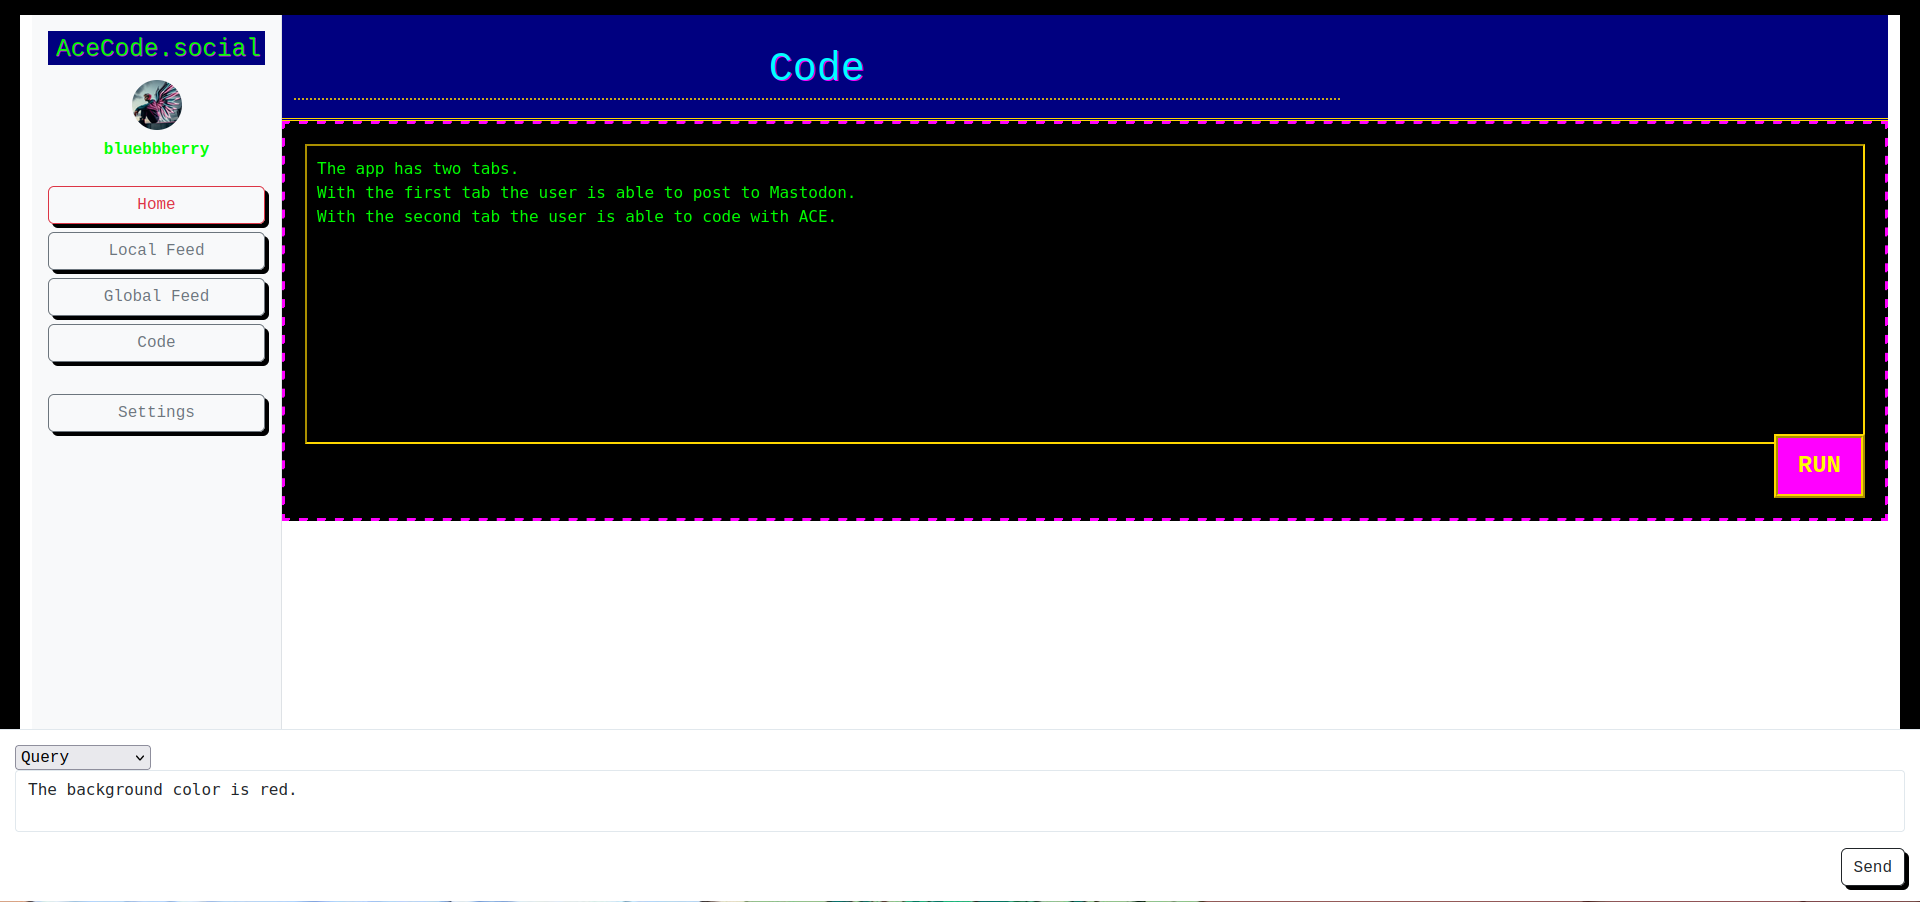 AceCode.social
bluebbberry
Home
Local Feed
Global Feed
Code
Settings
Code
The app has two tabs.
With the first tab the user is able to post to Mastodon.
With the second tab the user is able to code with ACE.
RUN
Query
The background color is red.
Send